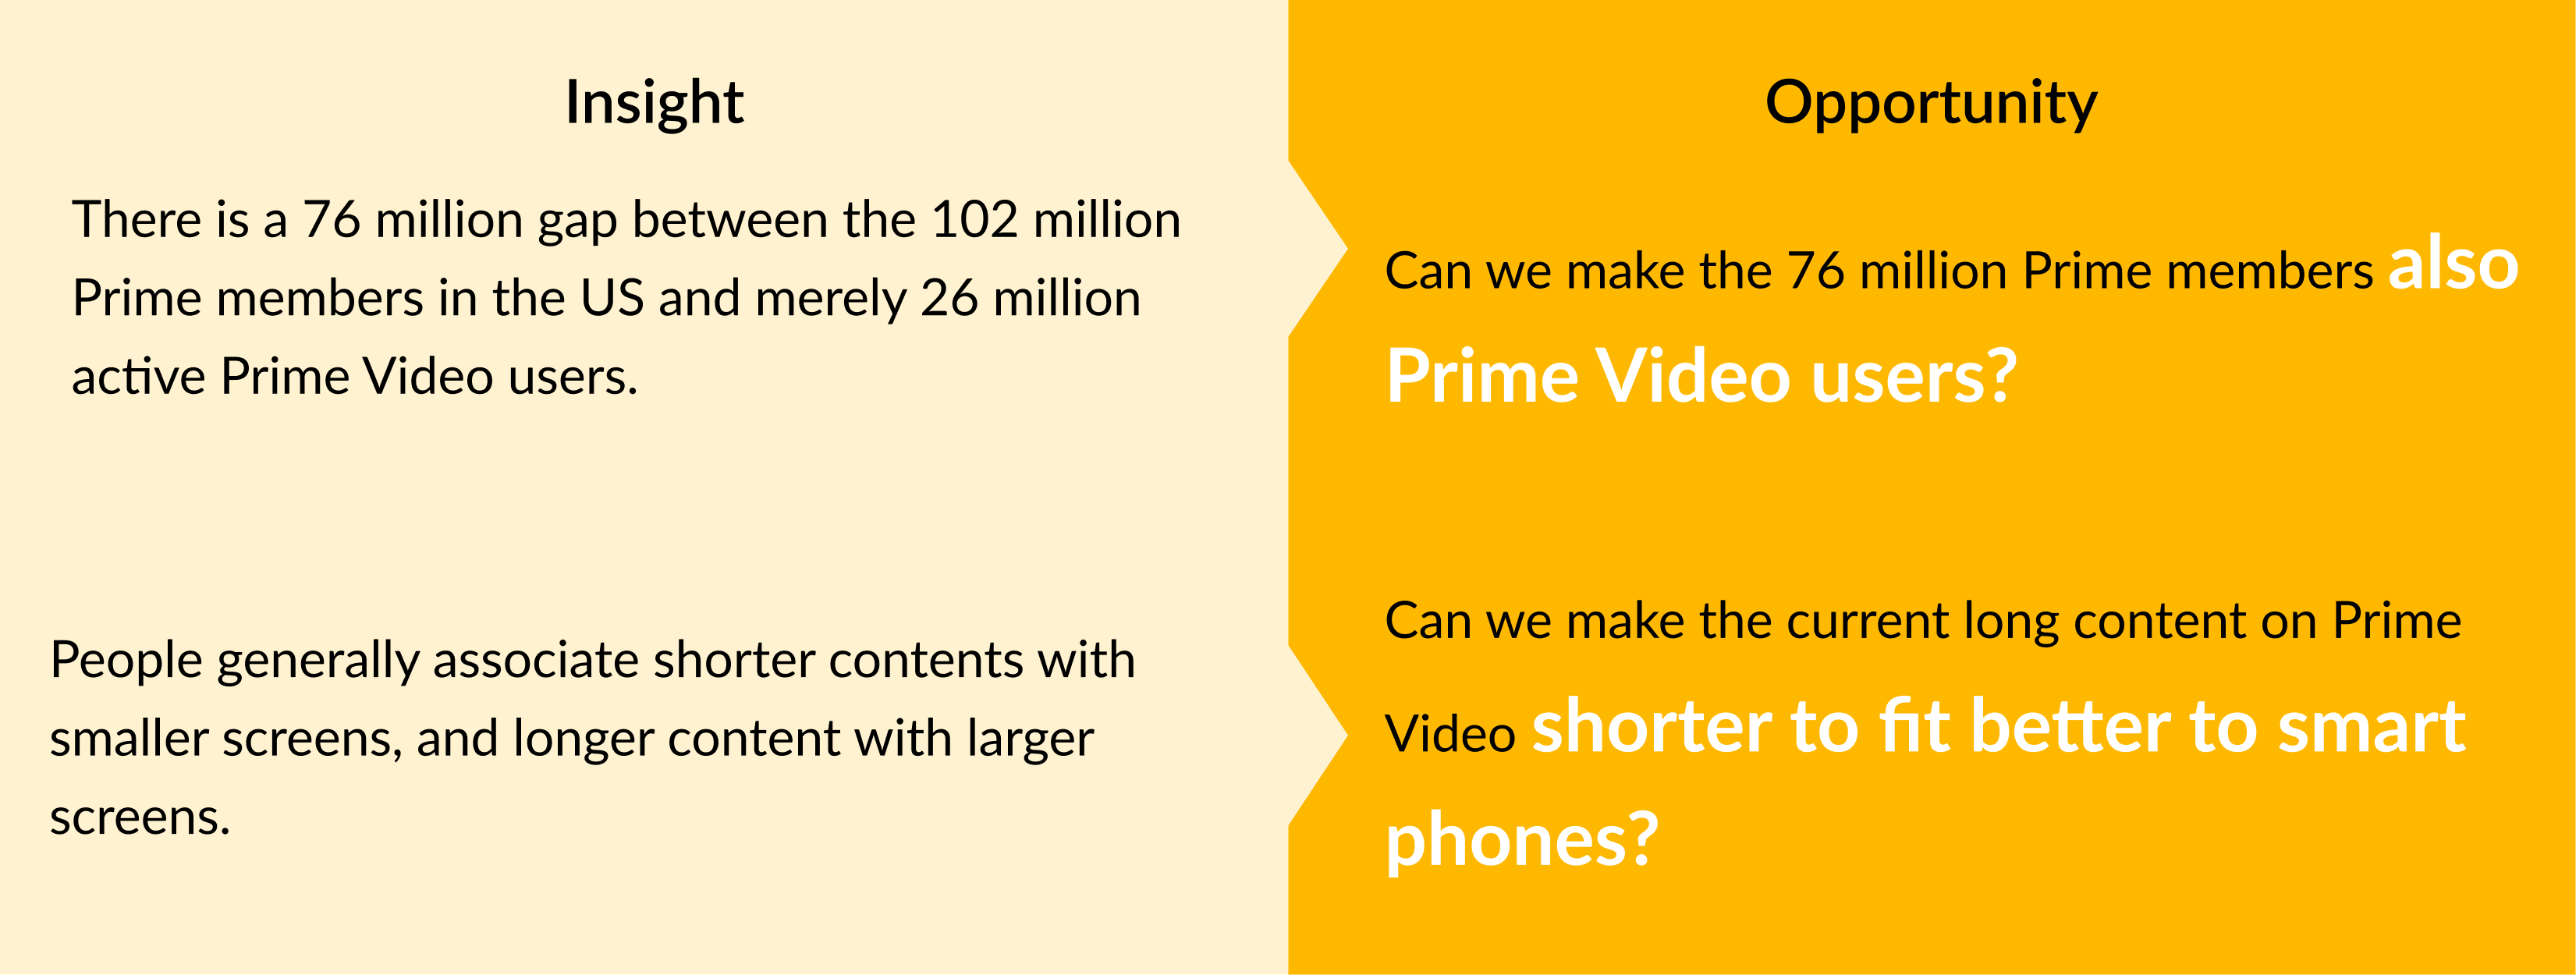 Insight
There is a 76 million gap between the 102 million
Prime members in the US and merely 26 million
active Prime Video users.
People generally associate shorter contents with
smaller screens, and longer content with larger
screens.
Opportunity
Can we make the 76 million Prime members also
Prime Video users?
Can we make the current long content on Prime
Video shorter to fit better to smart
phones?